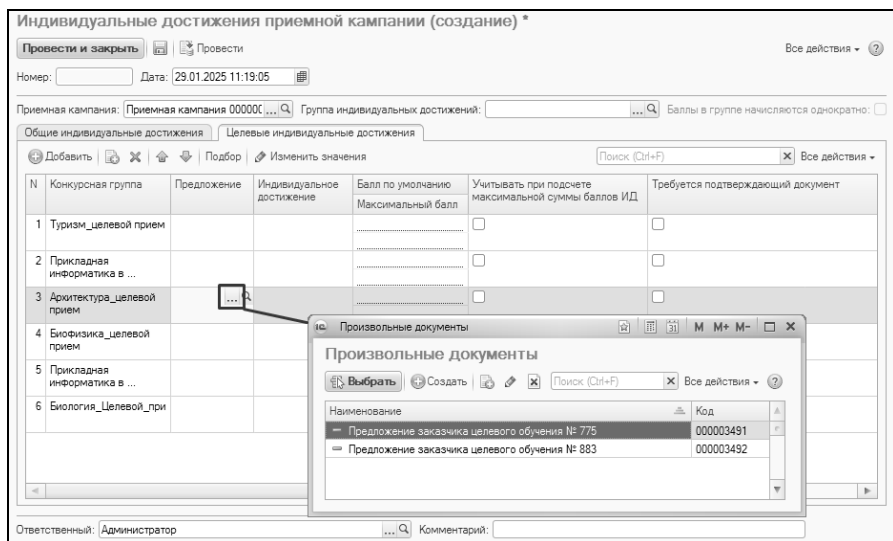 Индивидуальные достижения приемной кампании (создание) *
Провести и закрыть Провести Все действия ?
Номер: Дата: 29.01.2025 11:19:05
Приемная кампания: Приемная кампания 00000С ... Группа индивидуальных достижений: ... Баллы в группе начисляются однократно:
Общие индивидуальные достижения Целевые индивидуальные достижения
Добавить Подбор Изменить значения Поиск (Ctrl+F) Все действия
N Конкурсная группа Предложение Индивидуальное достижение Балл по умолчанию Учитывать при подсчете максимальной суммы баллов ИД Требуется подтверждающий документ
Максимальный балл
1 Туризм_целевой прием
2 Прикладная информатика в ...
3 Архитектура_целевой прием ...
4 Биофизика_целевой прием
5 Прикладная информатика в ...
6 Биология_Целевой_при
Произвольные документы 31 M M+ M-
Произвольные документы
Выбрать Создать Поиск (Ctrl+F) Все действия ?
Наименование Код
Предложение заказчика целевого обучения № 775 000003491
Предложение заказчика целевого обучения № 883 000003492
Ответственный: Администратор ... Комментарий: